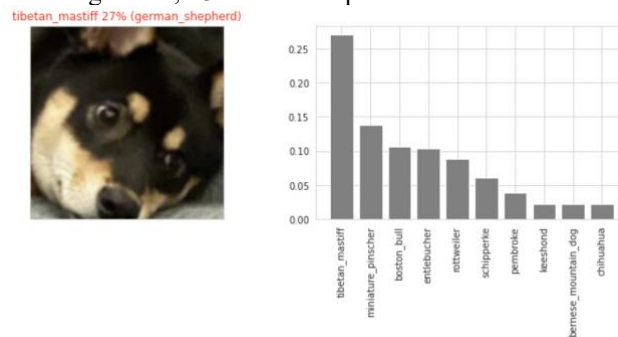 tibetan_mastiff 27% (german_shepherd)
0.25
0.20
0.15
0.10
0.05
0.00
tibetan_mastiff
miniature_pinscher
boston_bull
entlebucher
rottweiler
schipperke
pembroke
keeshond
bernese_mountain_dog
chihuahua